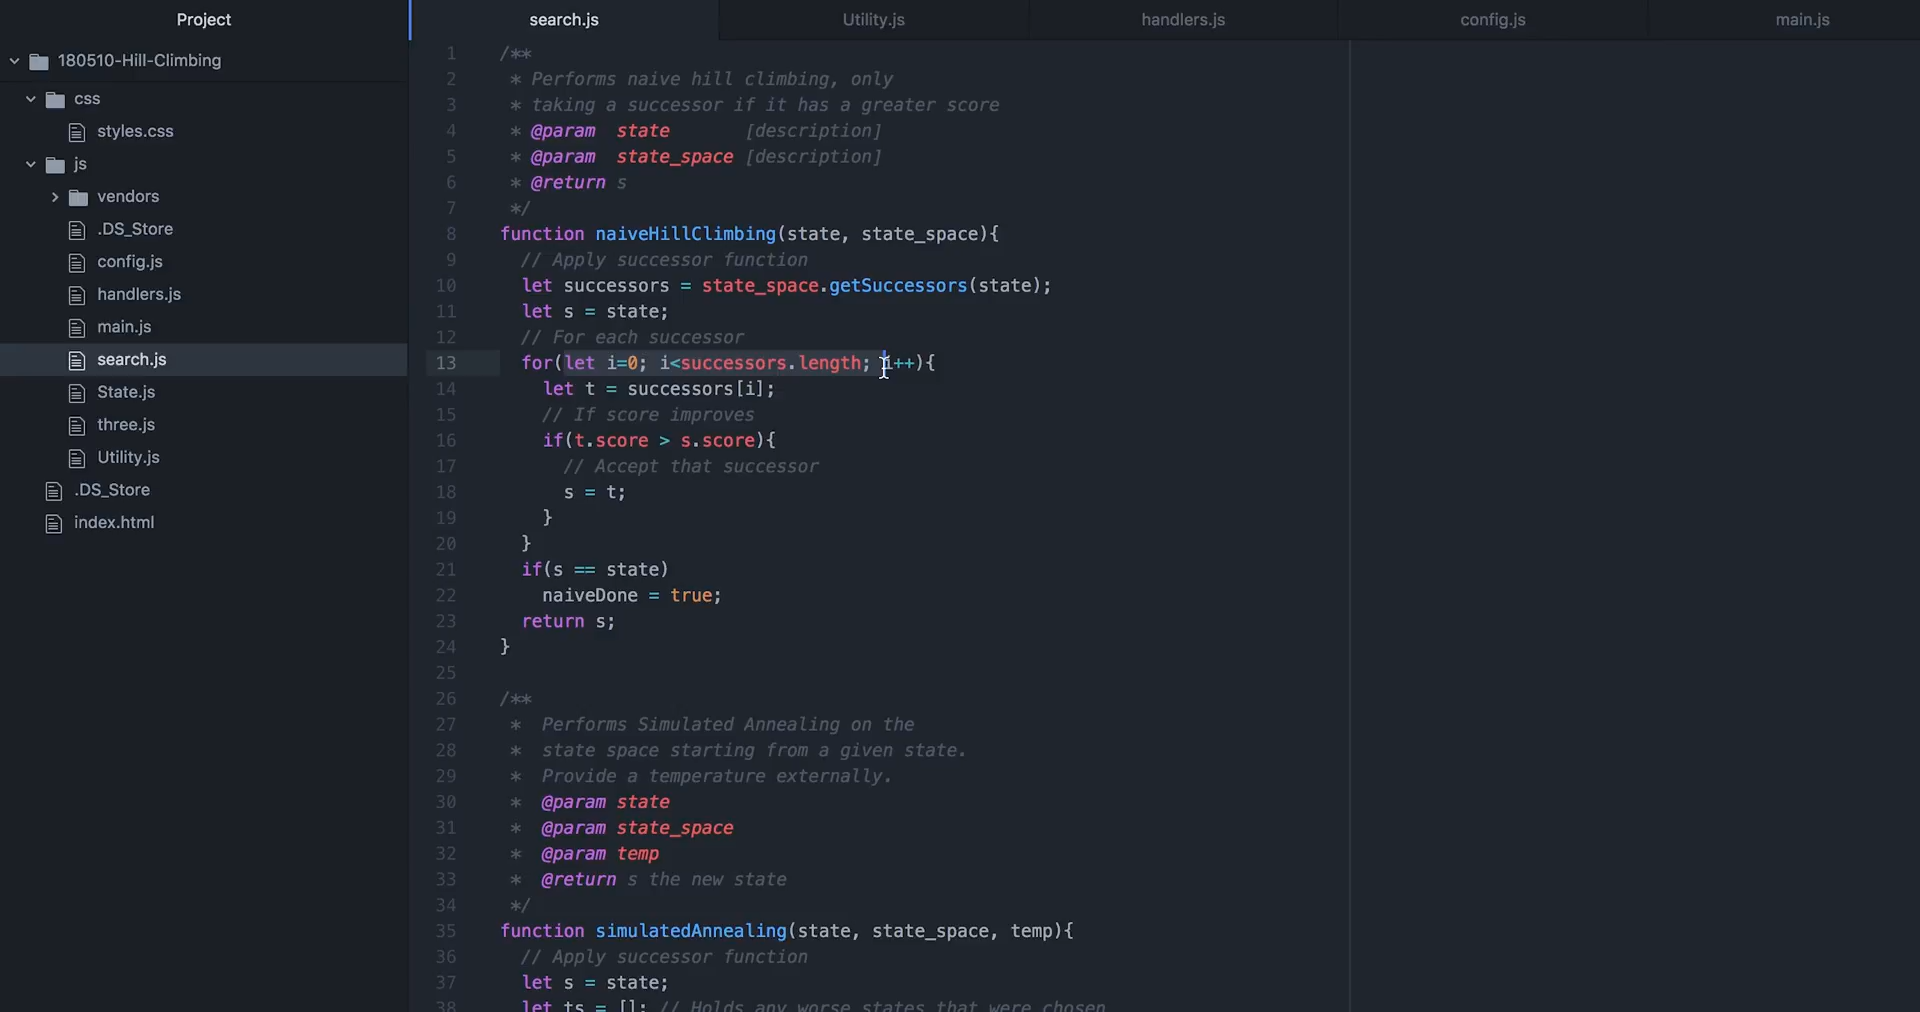 Project
180510-Hill-Climbing
css
styles.css
js
vendors
.DS_Store
config.js
handlers.js
main.js
search.js
State.js
three.js
Utility.js
.DS_Store
index.html
search.js Utility.js handlers.js config.js main.js
1 /**
2  * Performs naive hill climbing, only
3  * taking a successor if it has a greater score
4  * @param  state       [description]
5  * @param  state_space [description]
6  * @return s
7  */
8 function naiveHillClimbing(state, state_space){
9   // Apply successor function
10   let successors = state_space.getSuccessors(state);
11   let s = state;
12   // For each successor
13   for(let i=0; i<successors.length; i++){
14     let t = successors[i];
15     // If score improves
16     if(t.score > s.score){
17       // Accept that successor
18       s = t;
19     }
20   }
21   if(s == state)
22     naiveDone = true;
23   return s;
24 }
25
26 /**
27  *  Performs Simulated Annealing on the
28  *  state space starting from a given state.
29  *  Provide a temperature externally.
30  *  @param state
31  *  @param state_space
32  *  @param temp
33  *  @return s the new state
34  */
35 function simulatedAnnealing(state, state_space, temp){
36   // Apply successor function
37   let s = state;
38   let ts = []; // Holds any worse states that were chosen